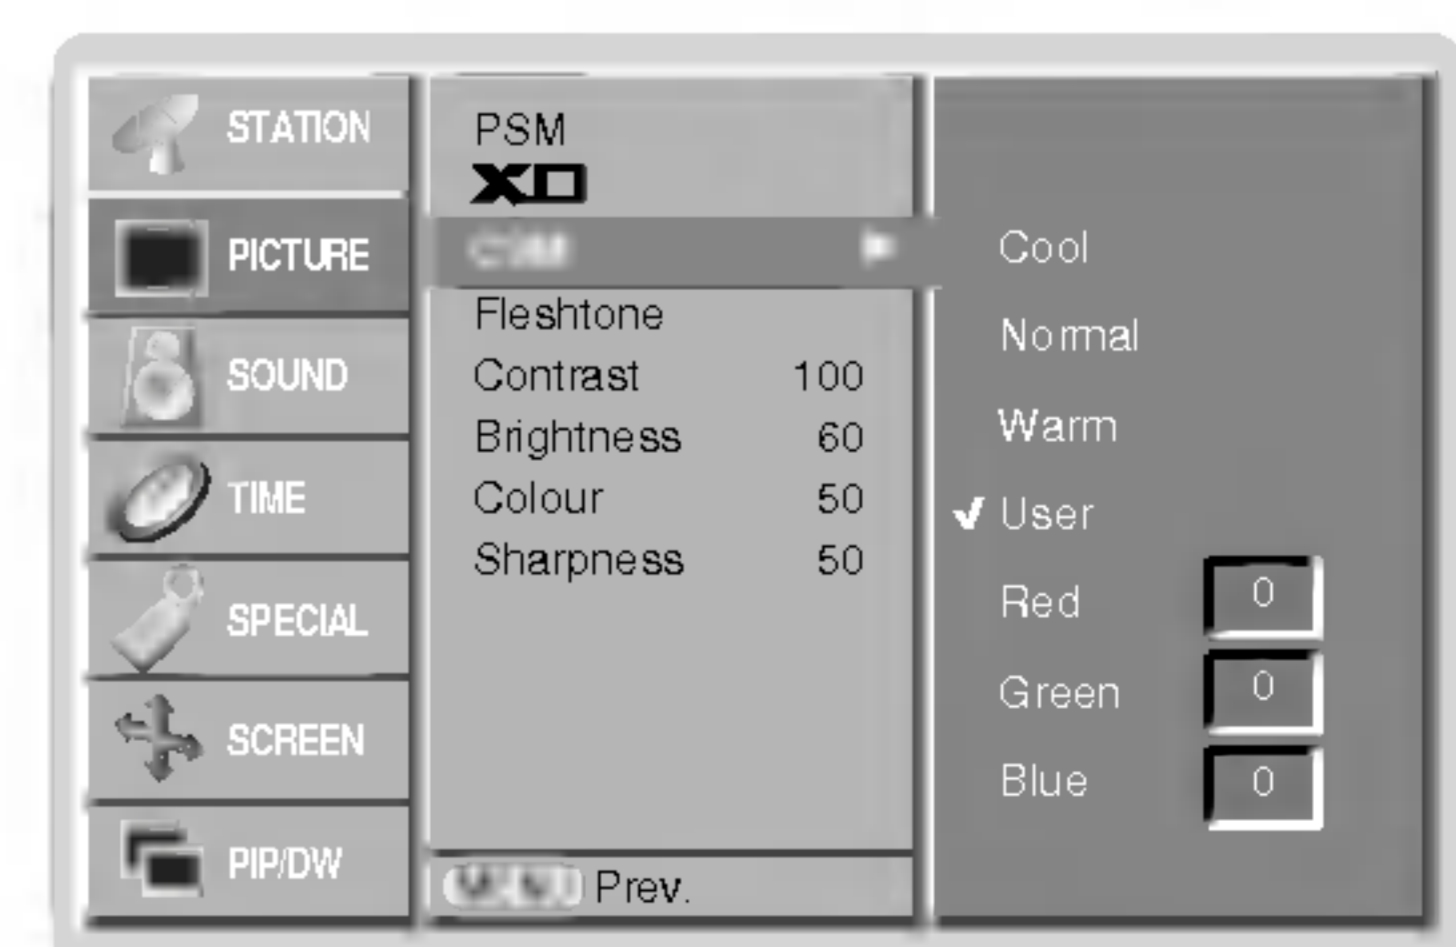 STATION
PICTURE
SOUND
TIME
SPECIAL
SCREEN
PIP/DW
PSM
XD
Fleshtone
Contrast 100
Brightness 60
Colour 50
Sharpness 50
Prev.
Cool
Normal
Warm
User
Red 0
Green 0
Blue 0